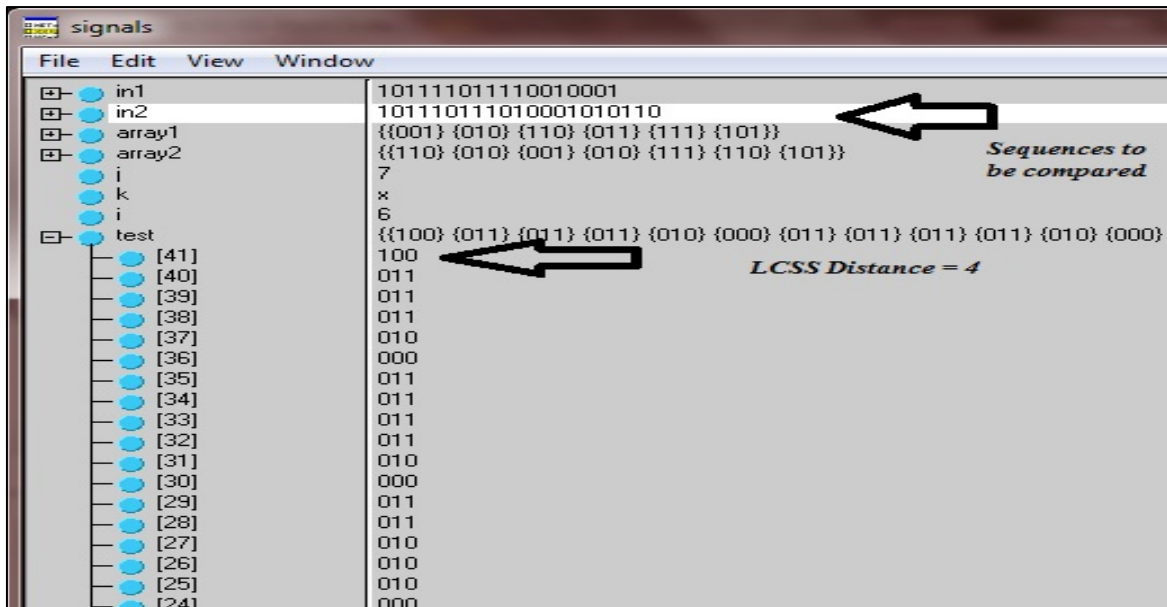 signals
File Edit View Window
in1 101111011110010001
in2 101110111010001010110
array1 {{001} {010} {110} {011} {111} {101}}
array2 {{110} {010} {001} {010} {111} {110} {101}}
j 7
k x
i 6
test {{100} {011} {011} {011} {010} {000} {011} {011} {011} {011} {010} {000}
[41] 100
[40] 011
[39] 011
[38] 011
[37] 010
[36] 000
[35] 011
[34] 011
[33] 011
[32] 011
[31] 010
[30] 000
[29] 011
[28] 011
[27] 010
[26] 010
[25] 010
[24] 000
Sequences to
be compared
LCSS Distance = 4